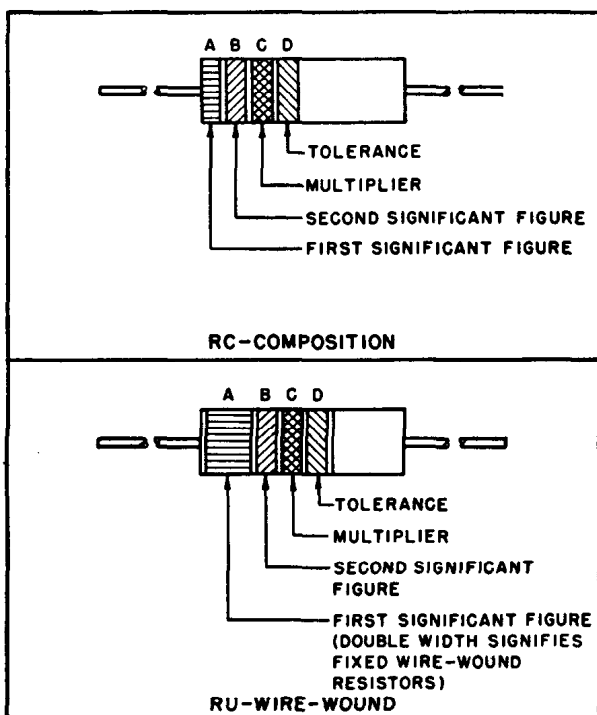 A B C D
TOLERANCE
MULTIPLIER
SECOND SIGNIFICANT FIGURE
FIRST SIGNIFICANT FIGURE
RC-COMPOSITION
A B C D
TOLERANCE
MULTIPLIER
SECOND SIGNIFICANT
FIGURE
FIRST SIGNIFICANT FIGURE
(DOUBLE WIDTH SIGNIFIES
FIXED WIRE-WOUND
RESISTORS)
RU-WIRE-WOUND